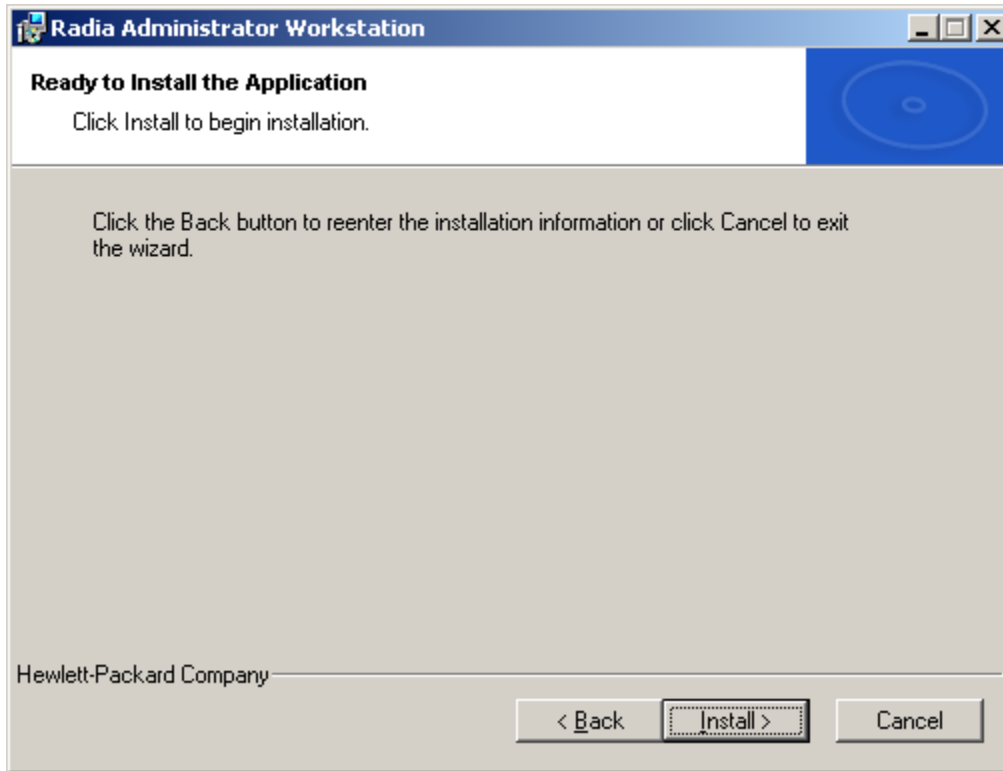 Radia Administrator Workstation
Ready to Install the Application
Click Install to begin installation.
Click the Back button to reenter the installation information or click Cancel to exit
the wizard.
Hewlett-Packard Company
< Back
Install >
Cancel